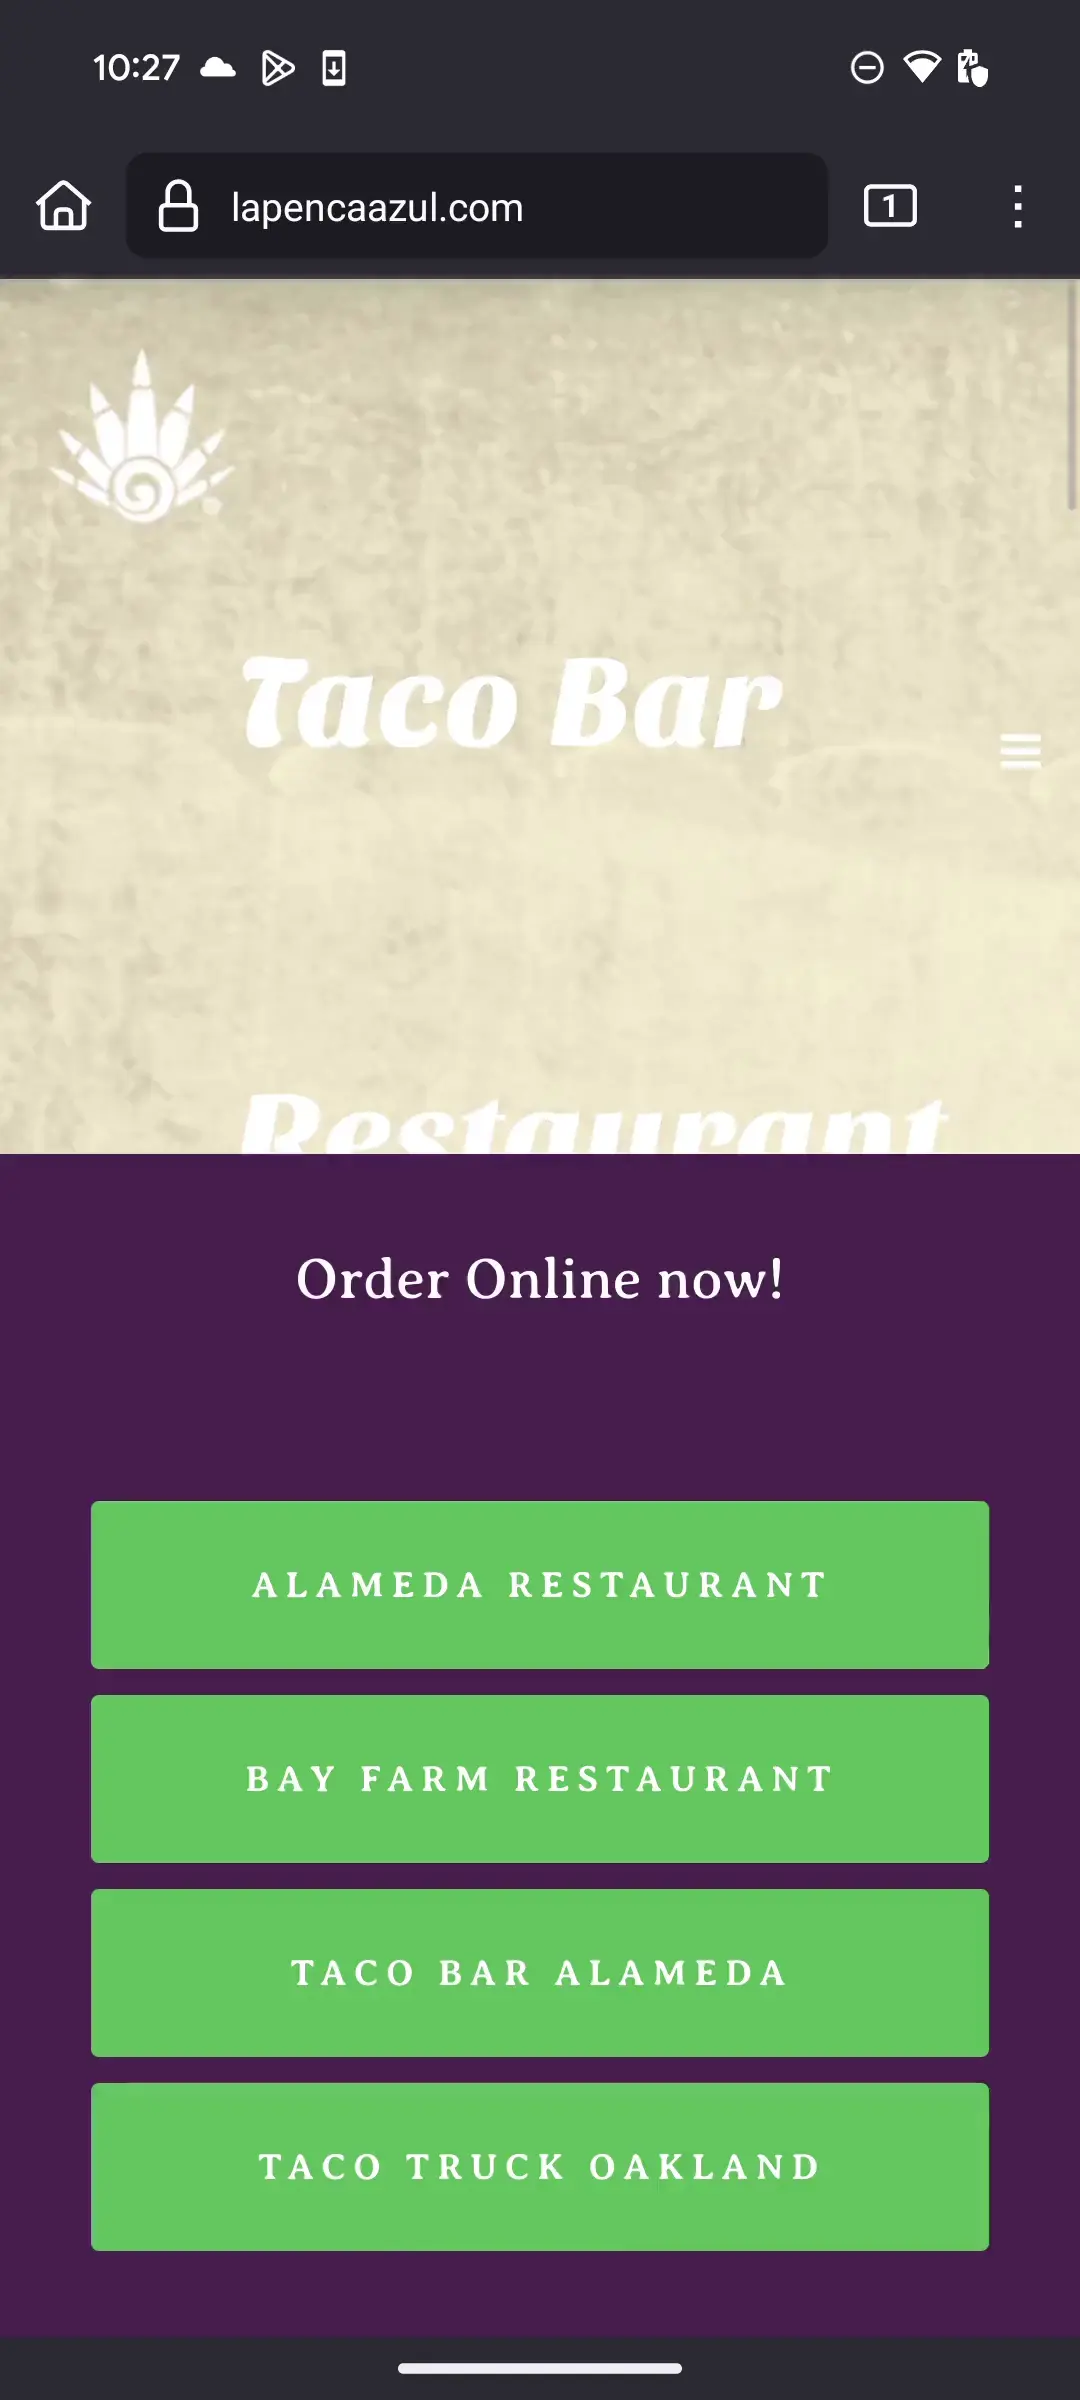 10:27
lapencaazul.com
1
Taco Bar
Restaurant
Order Online now!
ALAMEDA RESTAURANT
BAY FARM RESTAURANT
TACO BAR ALAMEDA
TACO TRUCK OAKLAND